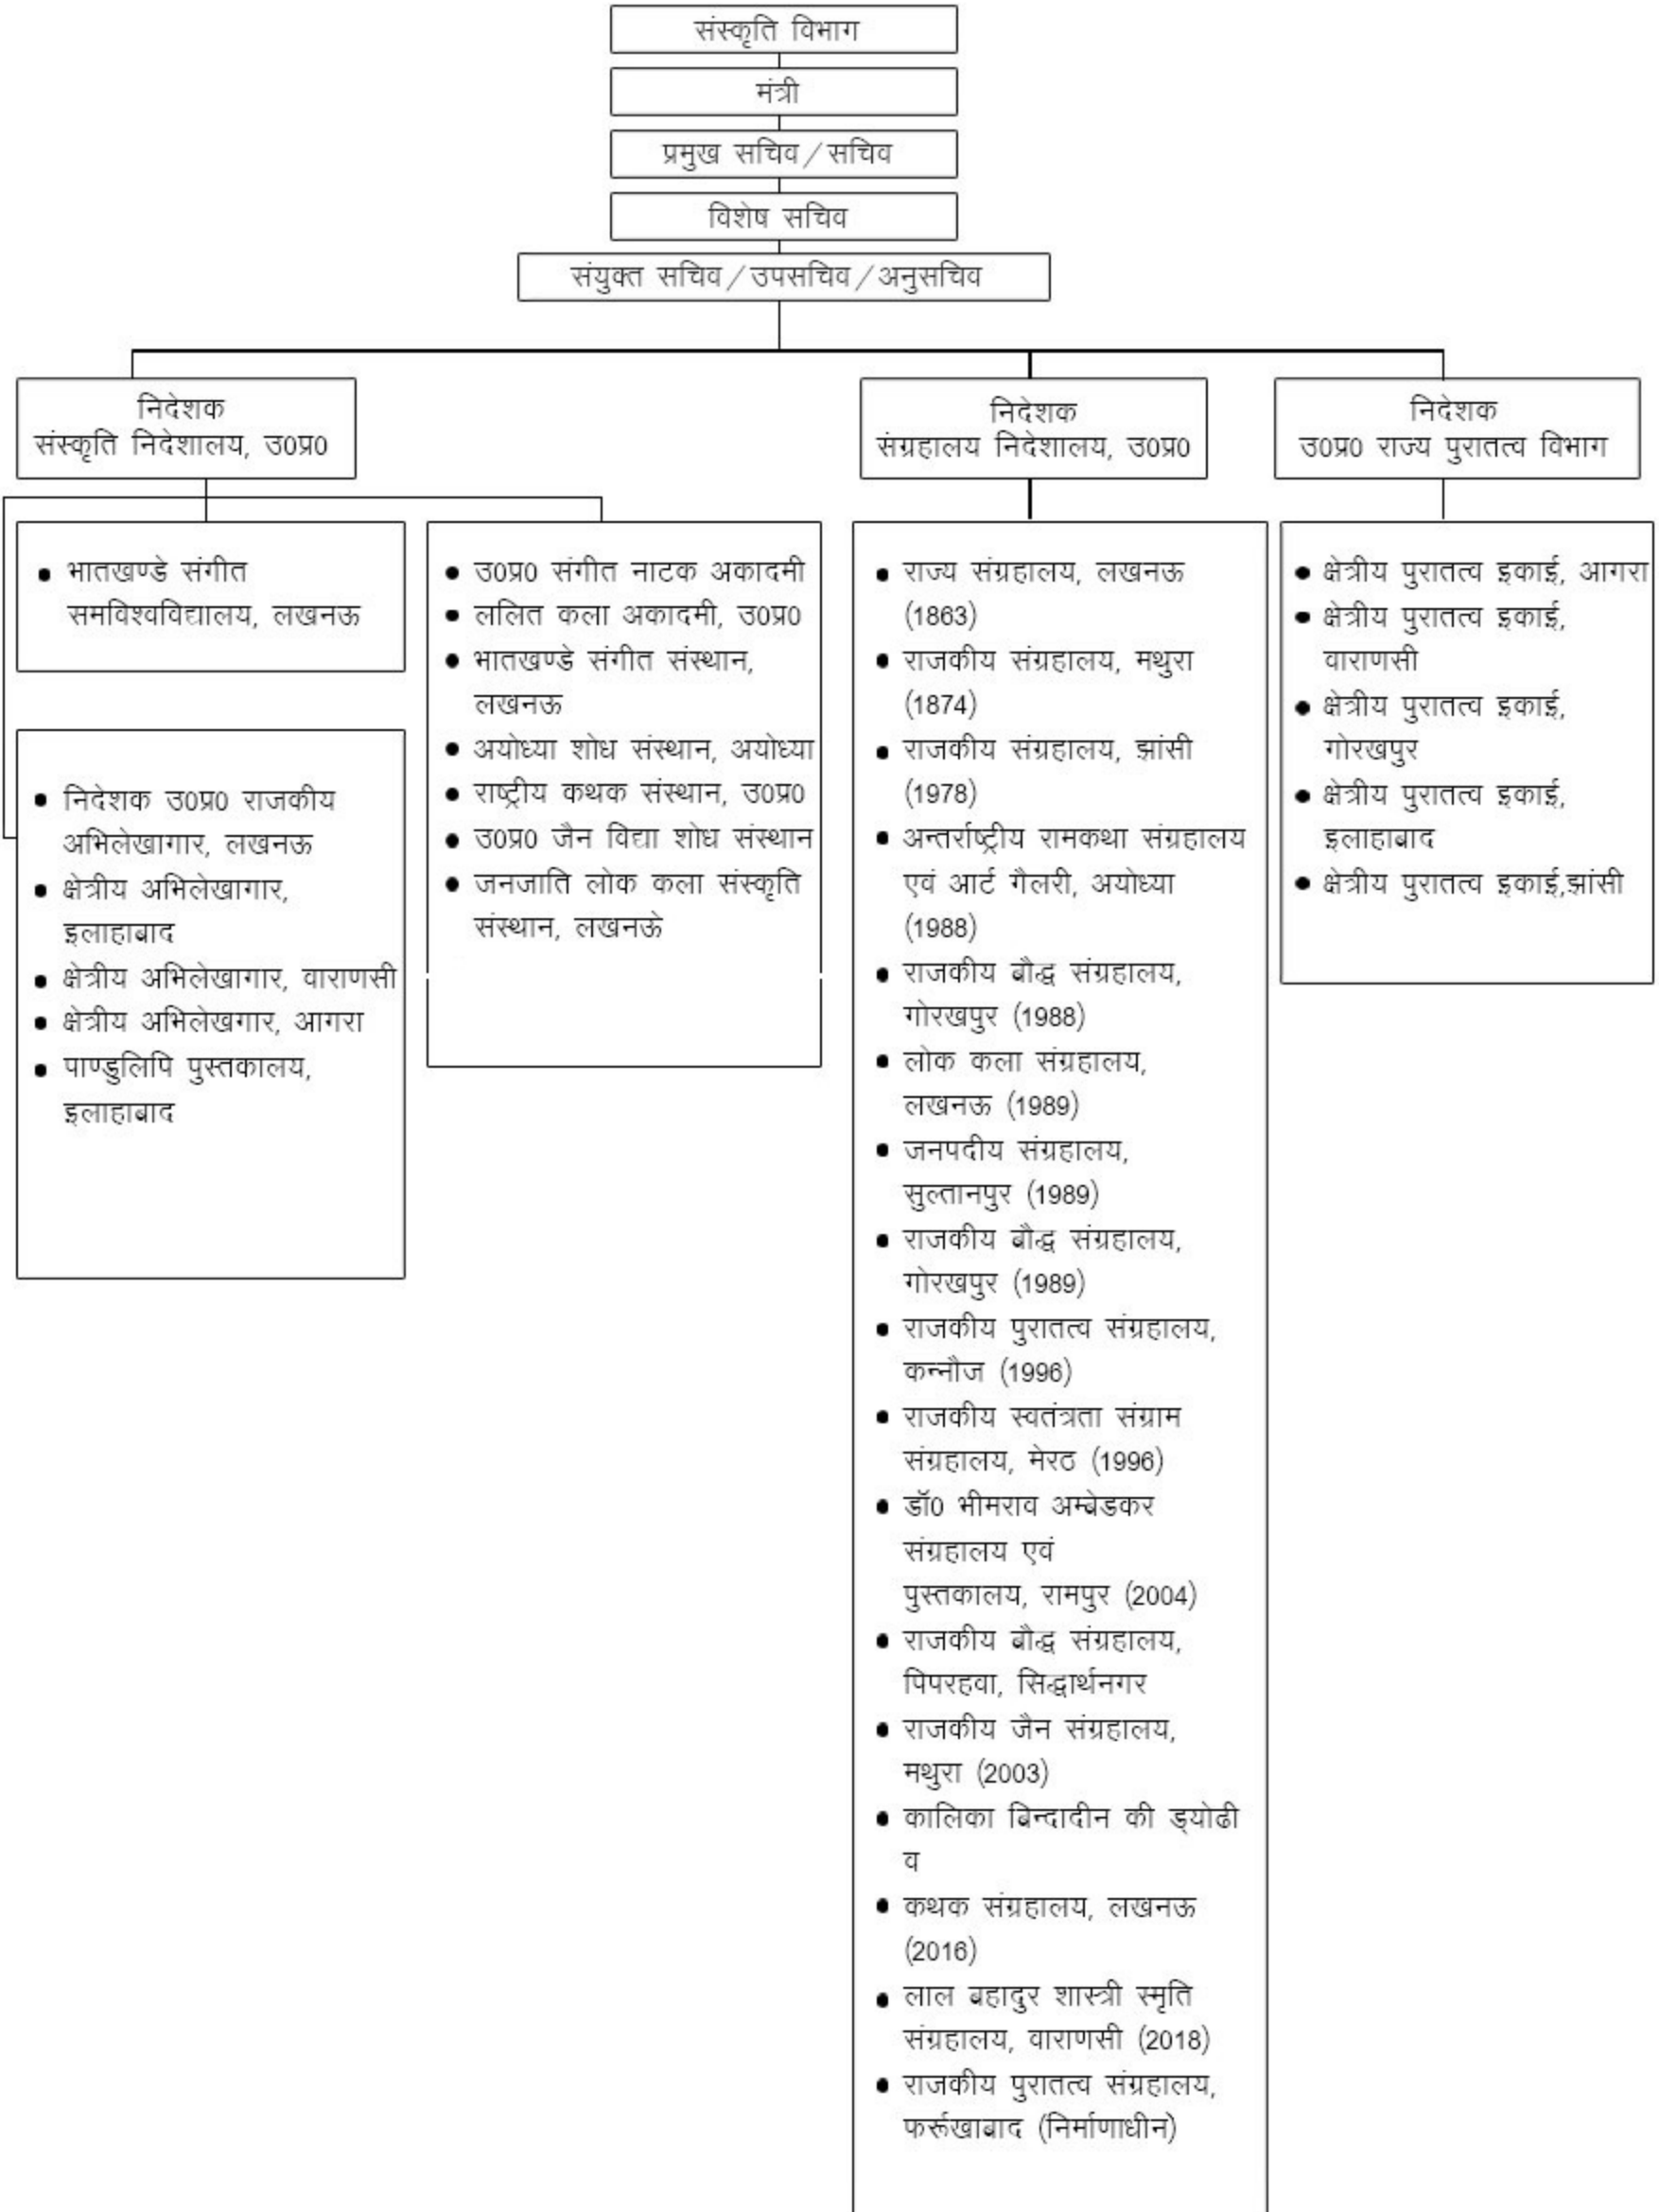 संस्कृति विभाग
मंत्री
प्रमुख सचिव/सचिव
विशेष सचिव
संयुक्त सचिव/उपसचिव/अनुसचिव
निदेशक
संस्कृति निदेशालय, उ0प्र0
निदेशक
संग्रहालय निदेशालय, उ0प्र0
निदेशक
उ0प्र0 राज्य पुरातत्व विभाग
• भातखण्डे संगीत
समविश्वविद्यालय, लखनऊ
• निदेशक उ0प्र0 राजकीय
अभिलेखागार, लखनऊ
• क्षेत्रीय अभिलेखागार,
इलाहाबाद
• क्षेत्रीय अभिलेखागार, वाराणसी
• क्षेत्रीय अभिलेखगार, आगरा
• पाण्डुलिपि पुस्तकालय,
इलाहाबाद
• उ0प्र0 संगीत नाटक अकादमी
• ललित कला अकादमी, उ0प्र0
• भातखण्डे संगीत संस्थान,
लखनऊ
• अयोध्या शोध संस्थान, अयोध्या
• राष्ट्रीय कथक संस्थान, उ0प्र0
• उ0प्र0 जैन विद्या शोध संस्थान
• जनजाति लोक कला संस्कृति
संस्थान, लखनऊे
• राज्य संग्रहालय, लखनऊ
(1863)
• राजकीय संग्रहालय, मथुरा
(1874)
• राजकीय संग्रहालय, झांसी
(1978)
• अन्तर्राष्ट्रीय रामकथा संग्रहालय
एवं आर्ट गैलरी, अयोध्या
(1988)
• राजकीय बौद्ध संग्रहालय,
गोरखपुर (1988)
• लोक कला संग्रहालय,
लखनऊ (1989)
• जनपदीय संग्रहालय,
सुल्तानपुर (1989)
• राजकीय बौद्ध संग्रहालय,
गोरखपुर (1989)
• राजकीय पुरातत्व संग्रहालय,
कन्नौज (1996)
• राजकीय स्वतंत्रता संग्राम
संग्रहालय, मेरठ (1996)
• डॉ0 भीमराव अम्बेडकर
संग्रहालय एवं
पुस्तकालय, रामपुर (2004)
• राजकीय बौद्ध संग्रहालय,
पिपरहवा, सिद्धार्थनगर
• राजकीय जैन संग्रहालय,
मथुरा (2003)
• कालिका बिन्दादीन की ड्योढी
व
• कथक संग्रहालय, लखनऊ
(2016)
• लाल बहादुर शास्त्री स्मृति
संग्रहालय, वाराणसी (2018)
• राजकीय पुरातत्व संग्रहालय,
फर्रूखाबाद (निर्माणाधीन)
• क्षेत्रीय पुरातत्व इकाई, आगरा
• क्षेत्रीय पुरातत्व इकाई,
वाराणसी
• क्षेत्रीय पुरातत्व इकाई,
गोरखपुर
• क्षेत्रीय पुरातत्व इकाई,
इलाहाबाद
• क्षेत्रीय पुरातत्व इकाई,झांसी